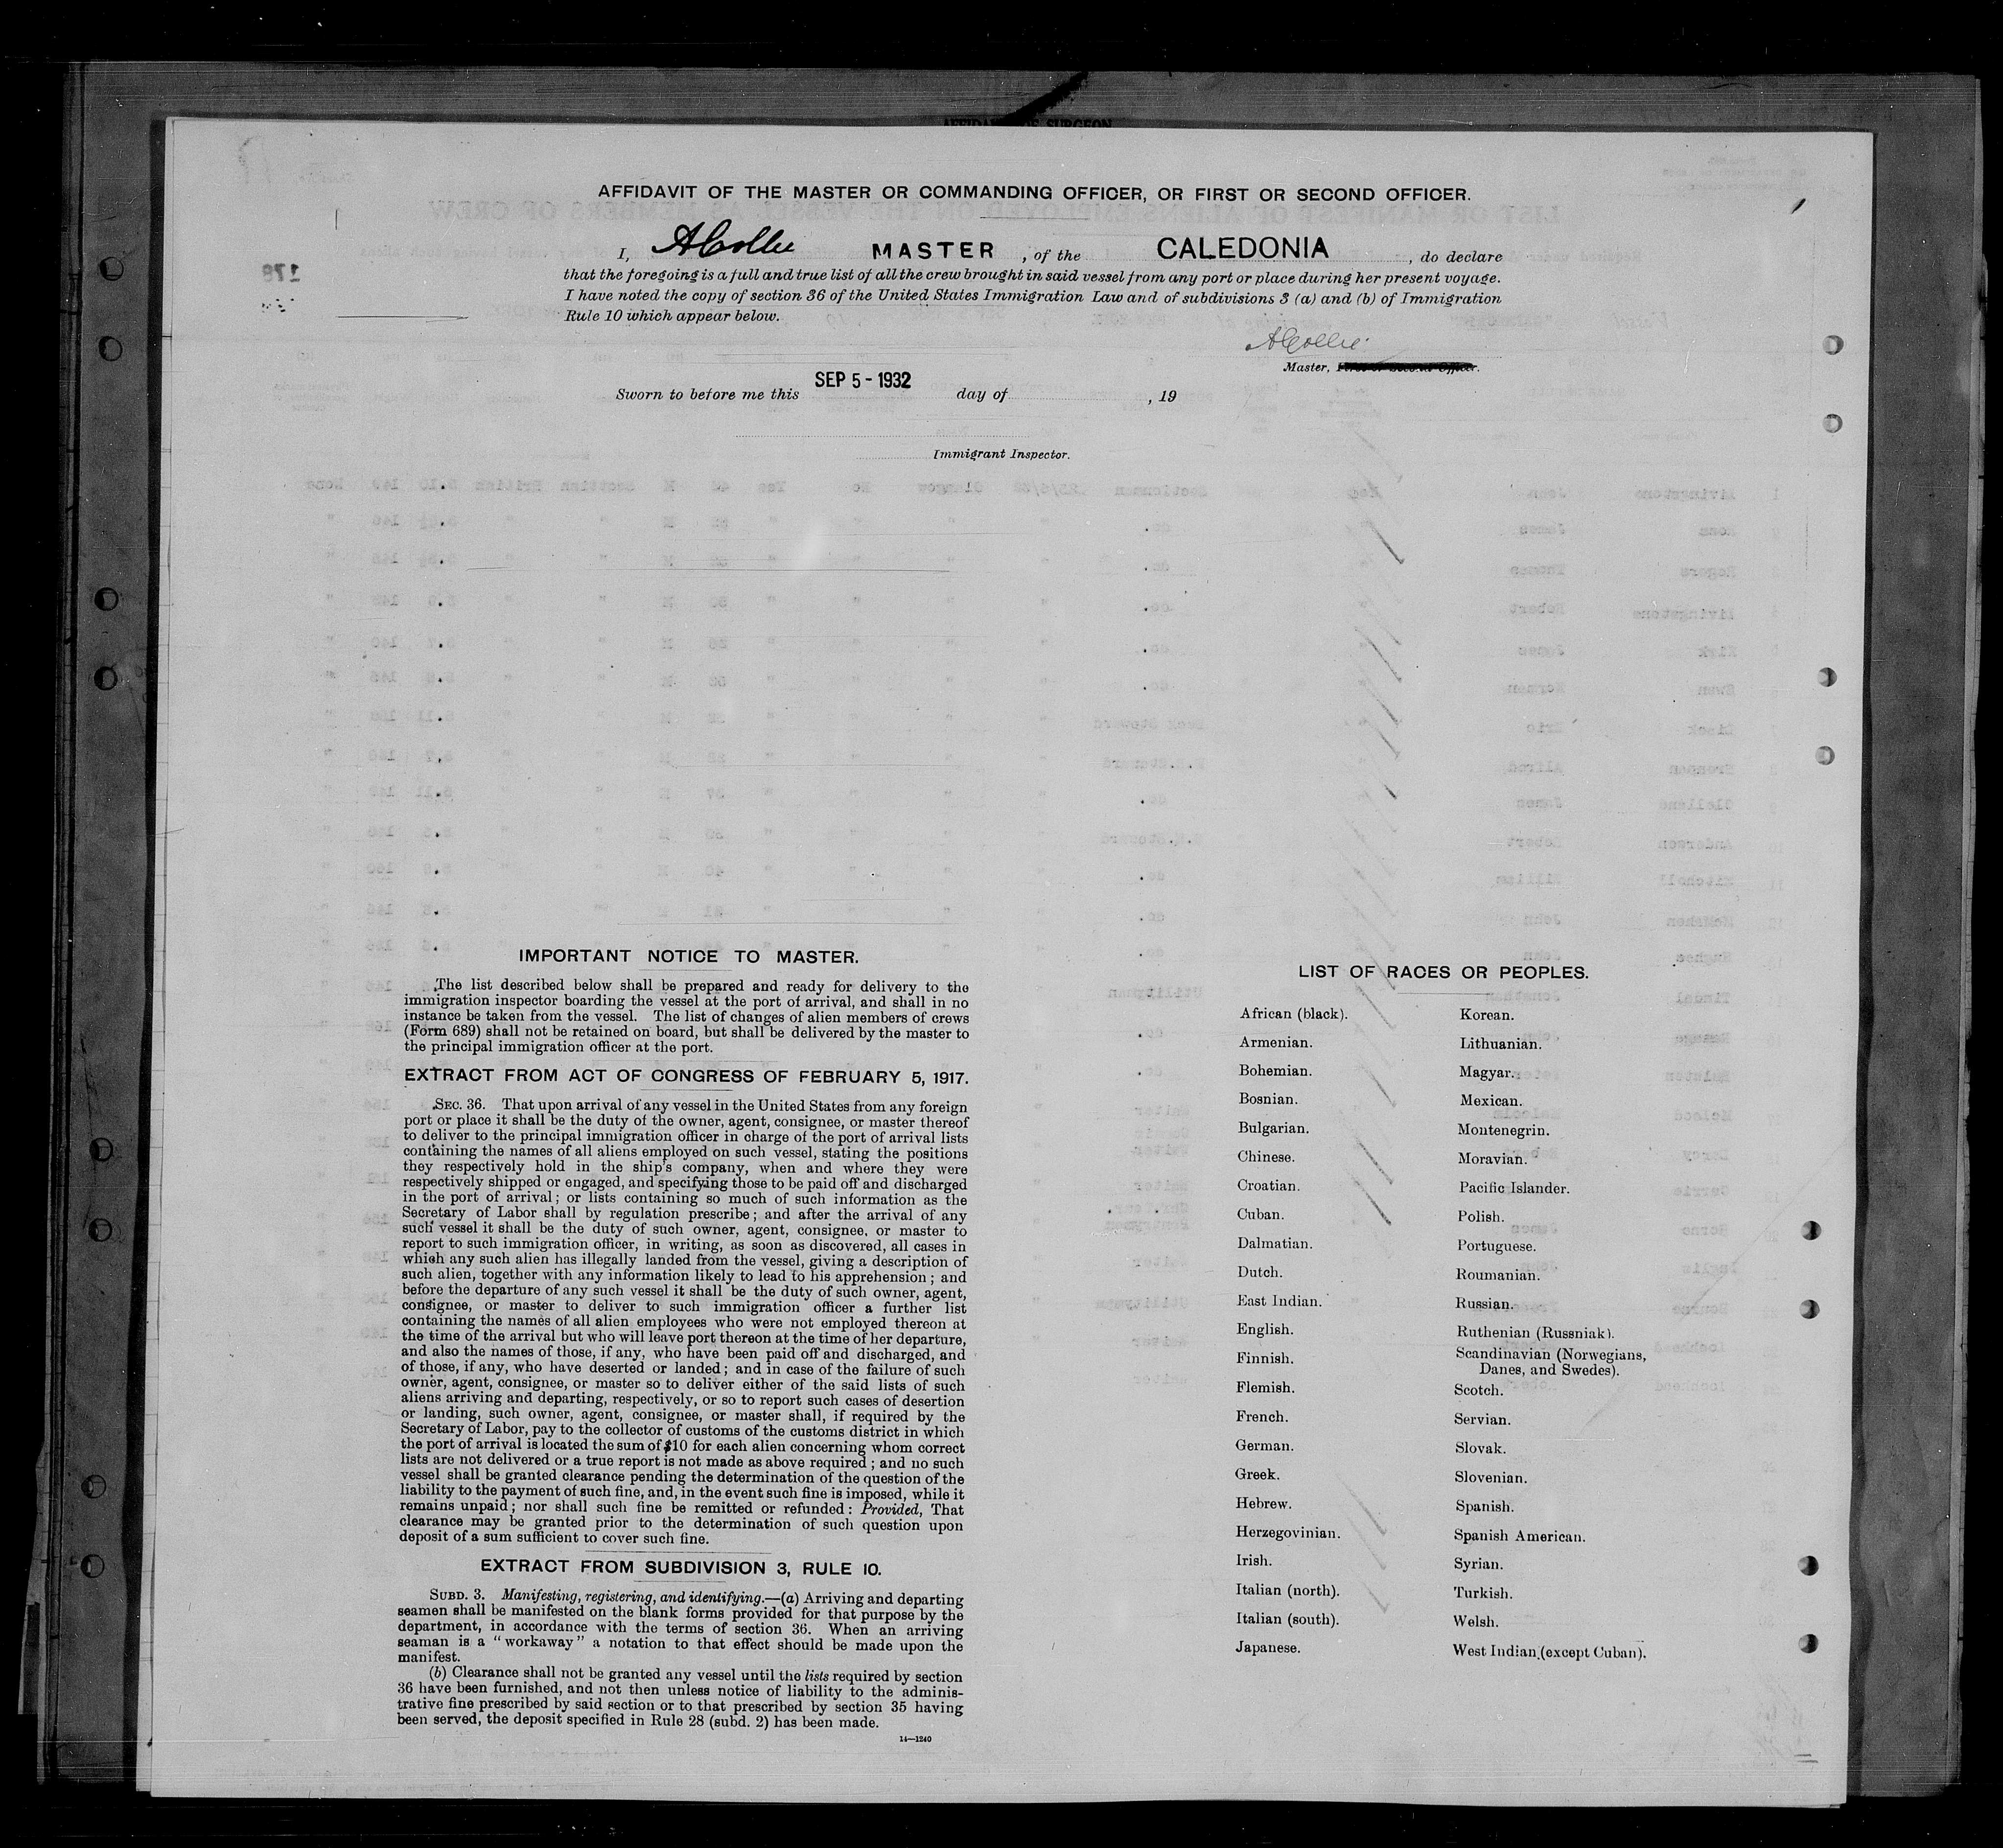 AFFIDAVIT OF THE MASTER OR COMMANDING OFFICER, OR FIRST OR SECOND OFFICER.
I, A Collie MASTER, of the CALEDONIA, do declare
that the foregoing is a full and true list of all the crew brought in said vessel from any port or place during her present voyage.
I have noted the copy of section 36 of the United States Immigration Law and of subdivisions 3 (a) and (b) of Immigration
Rule 10 which appear below.
A Collie
Master, First or Second Officer.
Sworn to before me this SEP 5 - 1932 day of , 19
Immigrant Inspector.
IMPORTANT NOTICE TO MASTER.
The list described below shall be prepared and ready for delivery to the
immigration inspector boarding the vessel at the port of arrival, and shall in no
instance be taken from the vessel. The list of changes of alien members of crews
(Form 689) shall not be retained on board, but shall be delivered by the master to
the principal immigration officer at the port.
EXTRACT FROM ACT OF CONGRESS OF FEBRUARY 5, 1917.
SEC. 36. That upon arrival of any vessel in the United States from any foreign
port or place it shall be the duty of the owner, agent, consignee, or master thereof
to deliver to the principal immigration officer in charge of the port of arrival lists
containing the names of all aliens employed on such vessel, stating the positions
they respectively hold in the ship's company, when and where they were
respectively shipped or engaged, and specifying those to be paid off and discharged
in the port of arrival; or lists containing so much of such information as the
Secretary of Labor shall by regulation prescribe; and after the arrival of any
such vessel it shall be the duty of such owner, agent, consignee, or master to
report to such immigration officer, in writing, as soon as discovered, all cases in
which any such alien has illegally landed from the vessel, giving a description of
such alien, together with any information likely to lead to his apprehension; and
before the departure of any such vessel it shall be the duty of such owner, agent,
consignee, or master to deliver to such immigration officer a further list
containing the names of all alien employees who were not employed thereon at
the time of the arrival but who will leave port thereon at the time of her departure,
and also the names of those, if any, who have been paid off and discharged, and
of those, if any, who have deserted or landed; and in case of the failure of such
owner, agent, consignee, or master so to deliver either of the said lists of such
aliens arriving and departing, respectively, or so to report such cases of desertion
or landing, such owner, agent, consignee, or master shall, if required by the
Secretary of Labor, pay to the collector of customs of the customs district in which
the port of arrival is located the sum of $10 for each alien concerning whom correct
lists are not delivered or a true report is not made as above required; and no such
vessel shall be granted clearance pending the determination of the question of the
liability to the payment of such fine, and, in the event such fine is imposed, while it
remains unpaid; nor shall such fine be remitted or refunded: Provided, That
clearance may be granted prior to the determination of such question upon
deposit of a sum sufficient to cover such fine.
EXTRACT FROM SUBDIVISION 3, RULE 10.
SUBD. 3. Manifesting, registering, and identifying.—(a) Arriving and departing
seamen shall be manifested on the blank forms provided for that purpose by the
department, in accordance with the terms of section 36. When an arriving
seaman is a "workaway" a notation to that effect should be made upon the
manifest.
(b) Clearance shall not be granted any vessel until the lists required by section
36 have been furnished, and not then unless notice of liability to the adminis-
trative fine prescribed by said section or to that prescribed by section 35 having
been served, the deposit specified in Rule 28 (subd. 2) has been made.
14—1240
LIST OF RACES OR PEOPLES.
African (black).
Armenian.
Bohemian.
Bosnian.
Bulgarian.
Chinese.
Croatian.
Cuban.
Dalmatian.
Dutch.
East Indian.
English.
Finnish.
Flemish.
French.
German.
Greek.
Hebrew.
Herzegovinian.
Irish.
Italian (north).
Italian (south).
Japanese.
Korean.
Lithuanian.
Magyar.
Mexican.
Montenegrin.
Moravian.
Pacific Islander.
Polish.
Portuguese.
Roumanian.
Russian.
Ruthenian (Russniak).
Scandinavian (Norwegians,
Danes, and Swedes).
Scotch.
Servian.
Slovak.
Slovenian.
Spanish.
Spanish American.
Syrian.
Turkish.
Welsh.
West Indian (except Cuban).